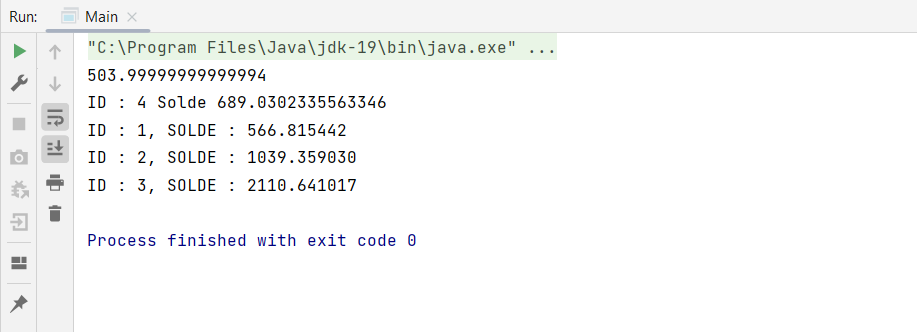 Run: Main
"C:\Program Files\Java\jdk-19\bin\java.exe" ...
503.99999999999994
ID : 4 Solde 689.0302335563346
ID : 1, SOLDE : 566.815442
ID : 2, SOLDE : 1039.359030
ID : 3, SOLDE : 2110.641017
Process finished with exit code 0